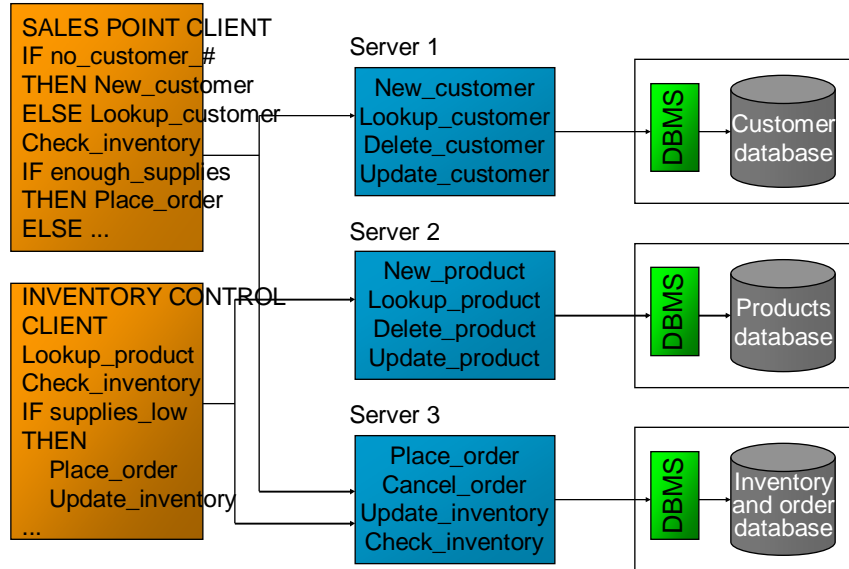 SALES POINT CLIENT
IF no_customer_#
THEN New_customer
ELSE Lookup_customer
Check_inventory
IF enough_supplies
THEN Place_order
ELSE ...
INVENTORY CONTROL
CLIENT
Lookup_product
Check_inventory
IF supplies_low
THEN
Place_order
Update_inventory
...
Server 1
New_customer
Lookup_customer
Delete_customer
Update_customer
DBMS
Customer
database
Server 2
New_product
Lookup_product
Delete_product
Update_product
DBMS
Products
database
Server 3
Place_order
Cancel_order
Update_inventory
Check_inventory
DBMS
Inventory
and order
database